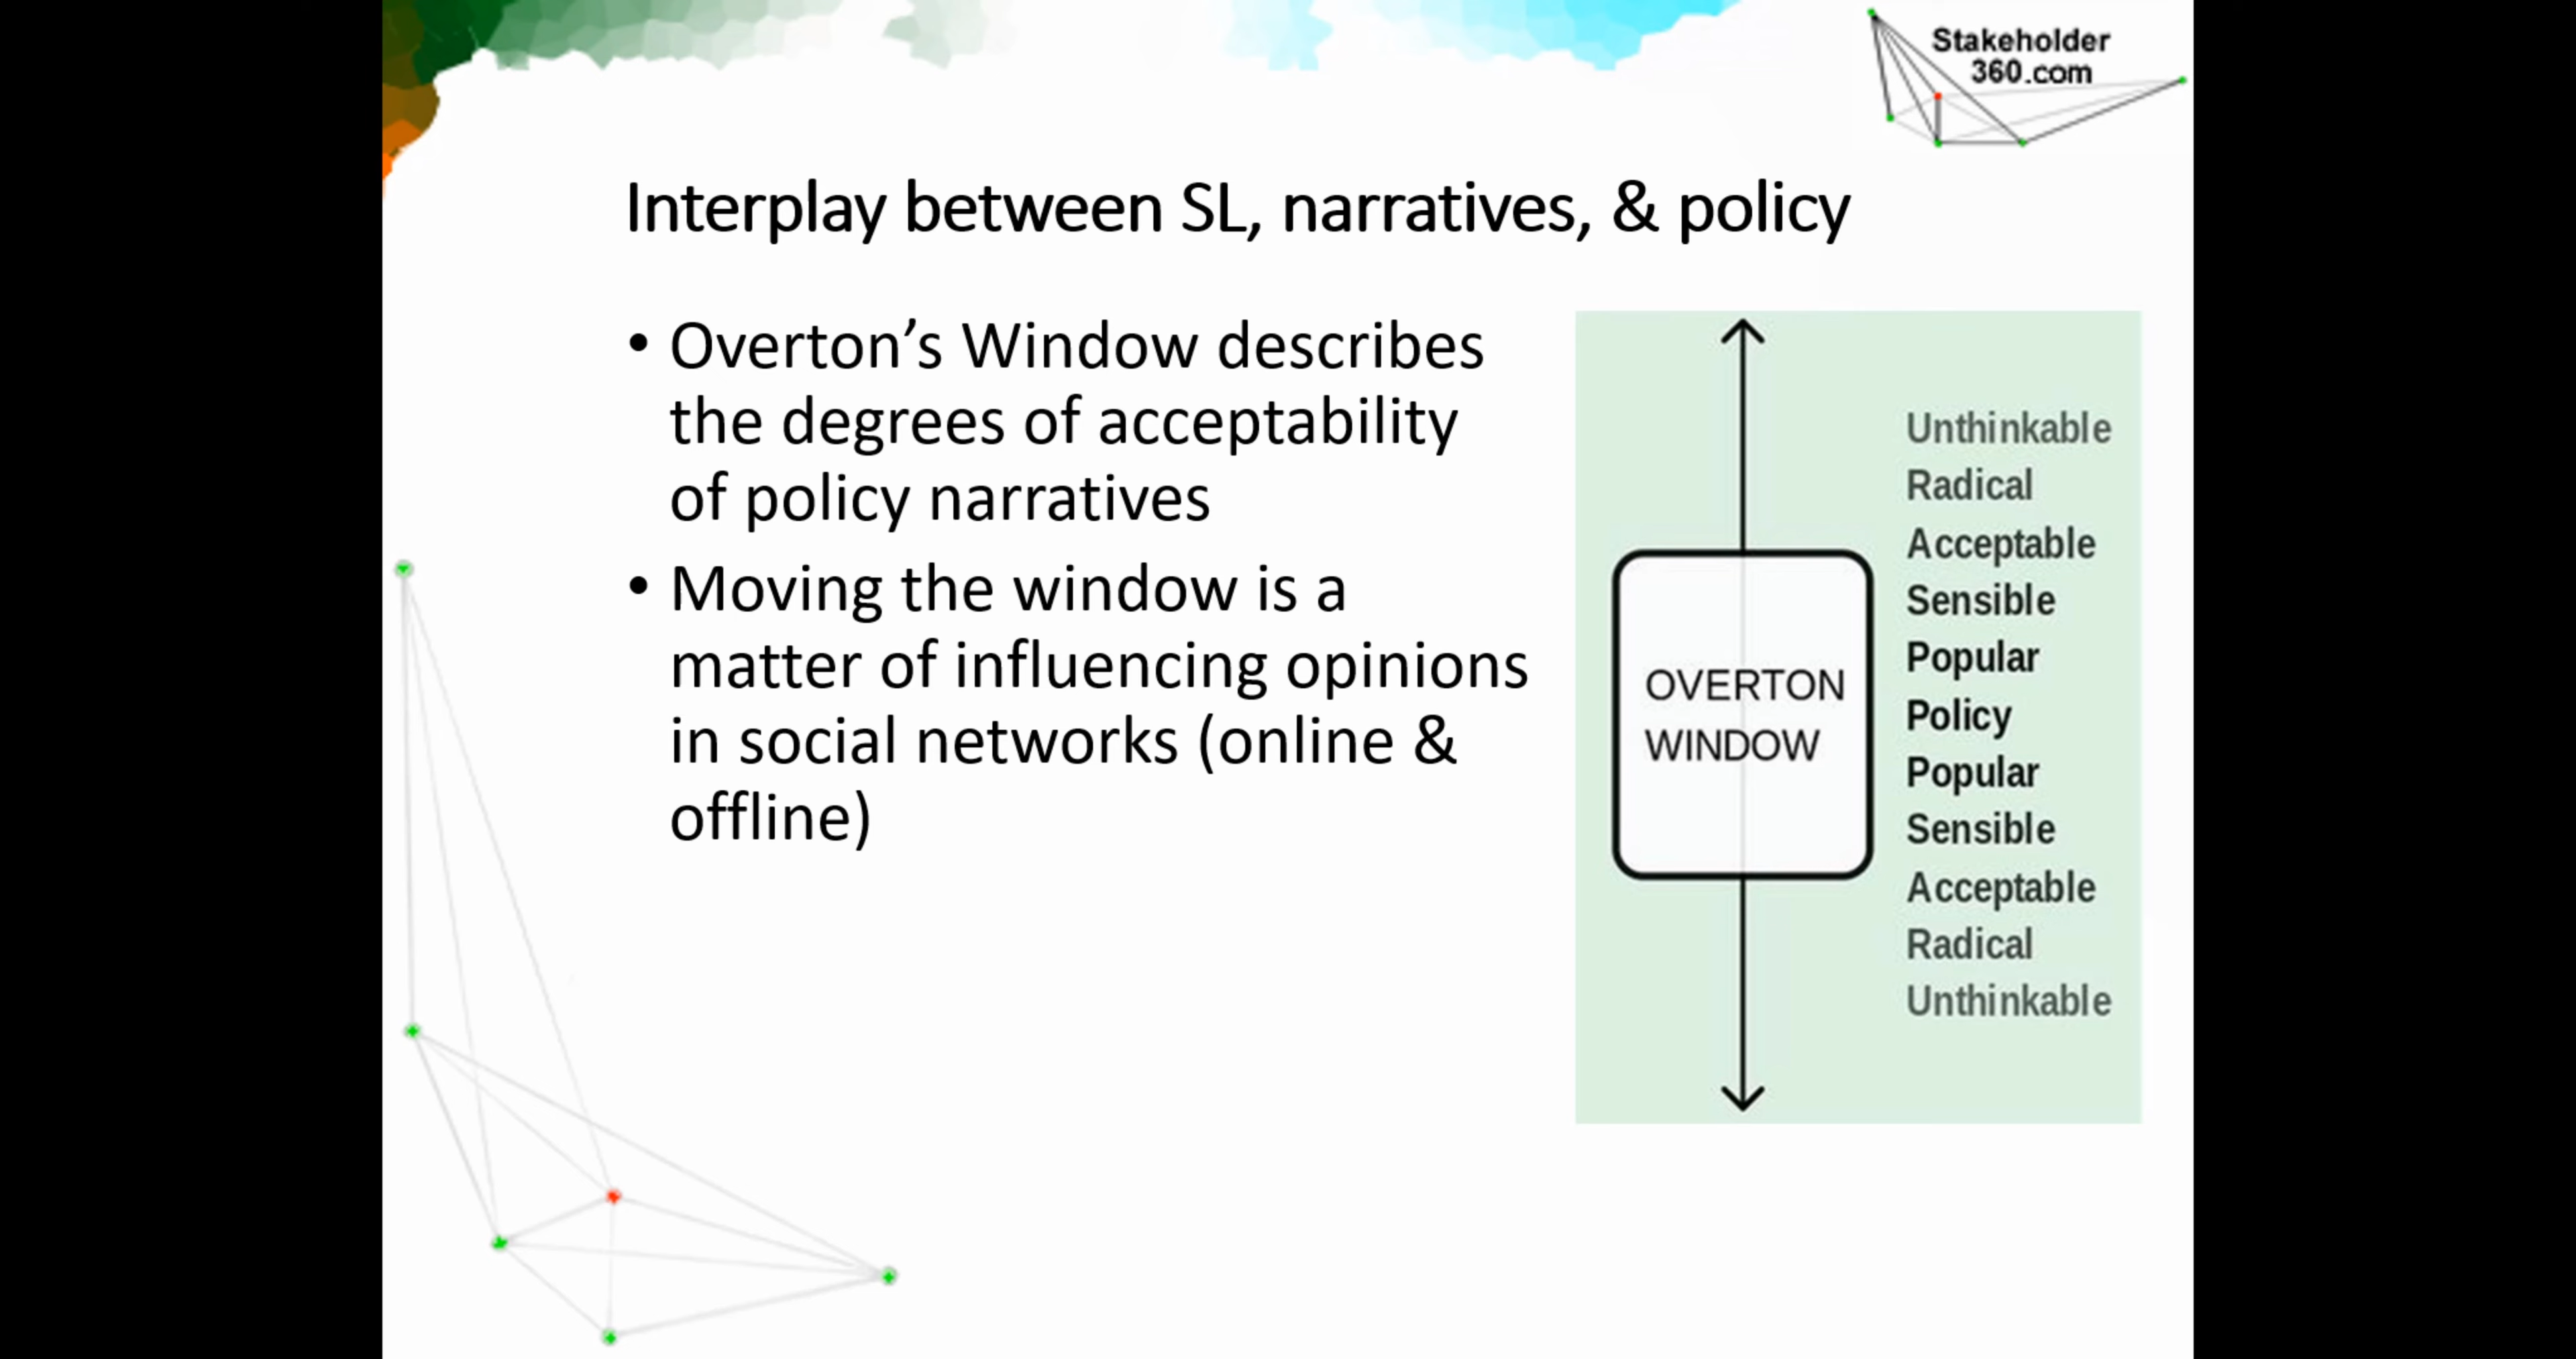 Stakeholder
360.com
Interplay between SL, narratives, & policy
• Overton’s Window describes
the degrees of acceptability
of policy narratives
• Moving the window is a
matter of influencing opinions
in social networks (online &
offline)
OVERTON
WINDOW
Unthinkable
Radical
Acceptable
Sensible
Popular
Policy
Popular
Sensible
Acceptable
Radical
Unthinkable